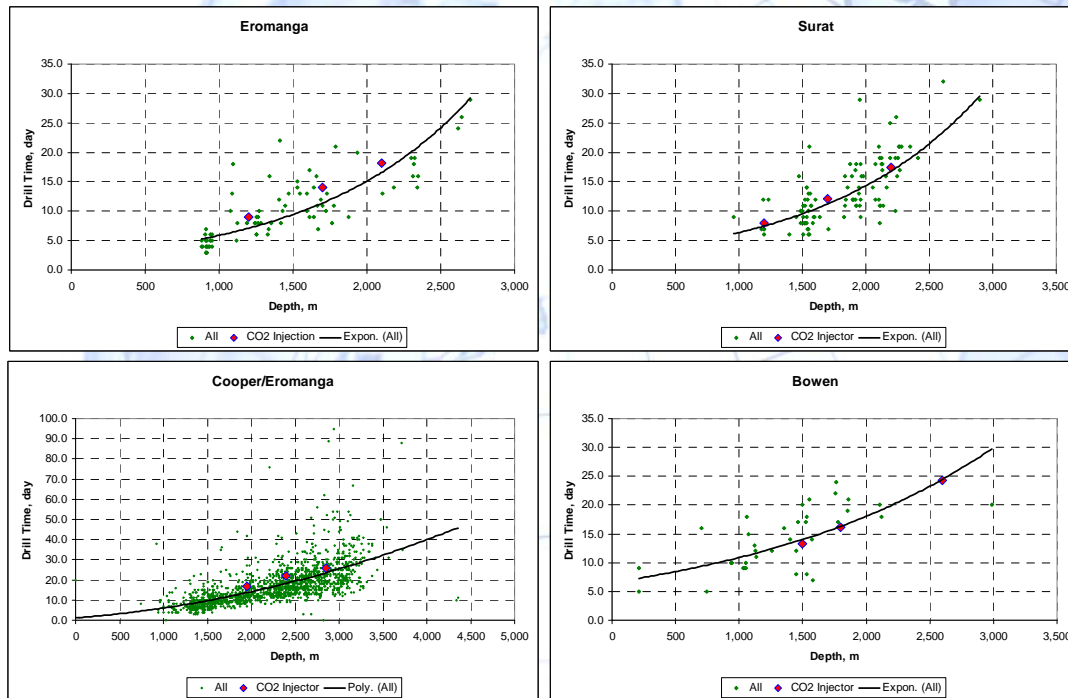 Eromanga
Drill Time, day
35.0
30.0
25.0
20.0
15.0
10.0
5.0
0.0
0 500 1,000 1,500 2,000 2,500 3,000
Depth, m
All CO2 Injection Expon. (All)
Surat
Drill Time, day
35.0
30.0
25.0
20.0
15.0
10.0
5.0
0.0
0 500 1,000 1,500 2,000 2,500 3,000 3,500
Depth, m
All CO2 Injector Expon. (All)
Cooper/Eromanga
Drill Time, day
100.0
90.0
80.0
70.0
60.0
50.0
40.0
30.0
20.0
10.0
0.0
0 500 1,000 1,500 2,000 2,500 3,000 3,500 4,000 4,500 5,000
Depth, m
All CO2 Injector Poly. (All)
Bowen
Drill Time, day
35.0
30.0
25.0
20.0
15.0
10.0
5.0
0.0
0 500 1,000 1,500 2,000 2,500 3,000 3,500
Depth, m
All CO2 Injector Expon. (All)